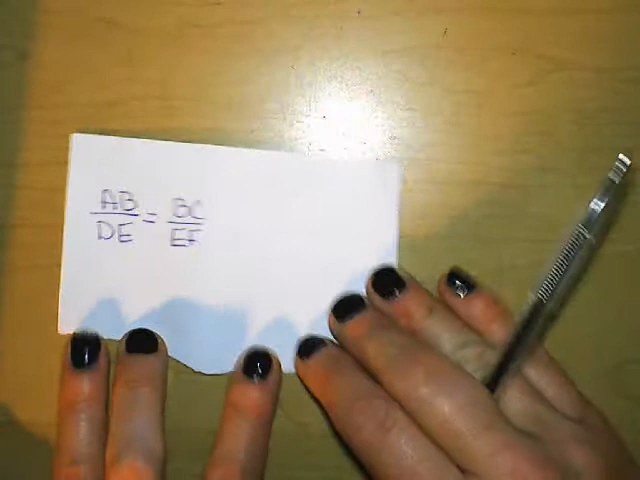 AB/DE = BC/EF